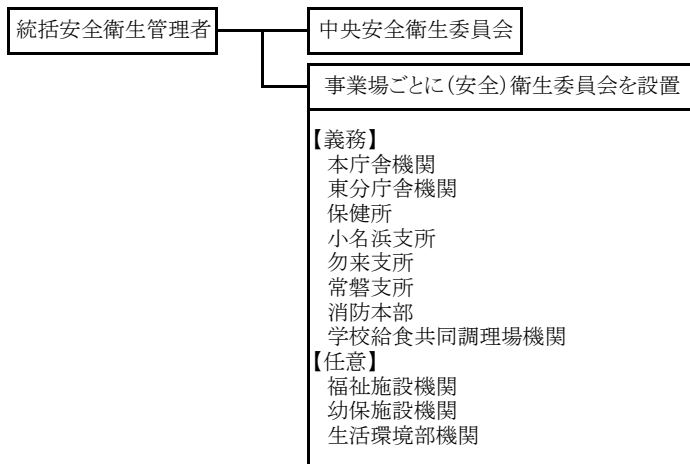 統括安全衛生管理者
中央安全衛生委員会
事業場ごとに(安全)衛生委員会を設置
【義務】
本庁舎機関
東分庁舎機関
保健所
小名浜支所
勿来支所
常磐支所
消防本部
学校給食共同調理場機関
【任意】
福祉施設機関
幼保施設機関
生活環境部機関